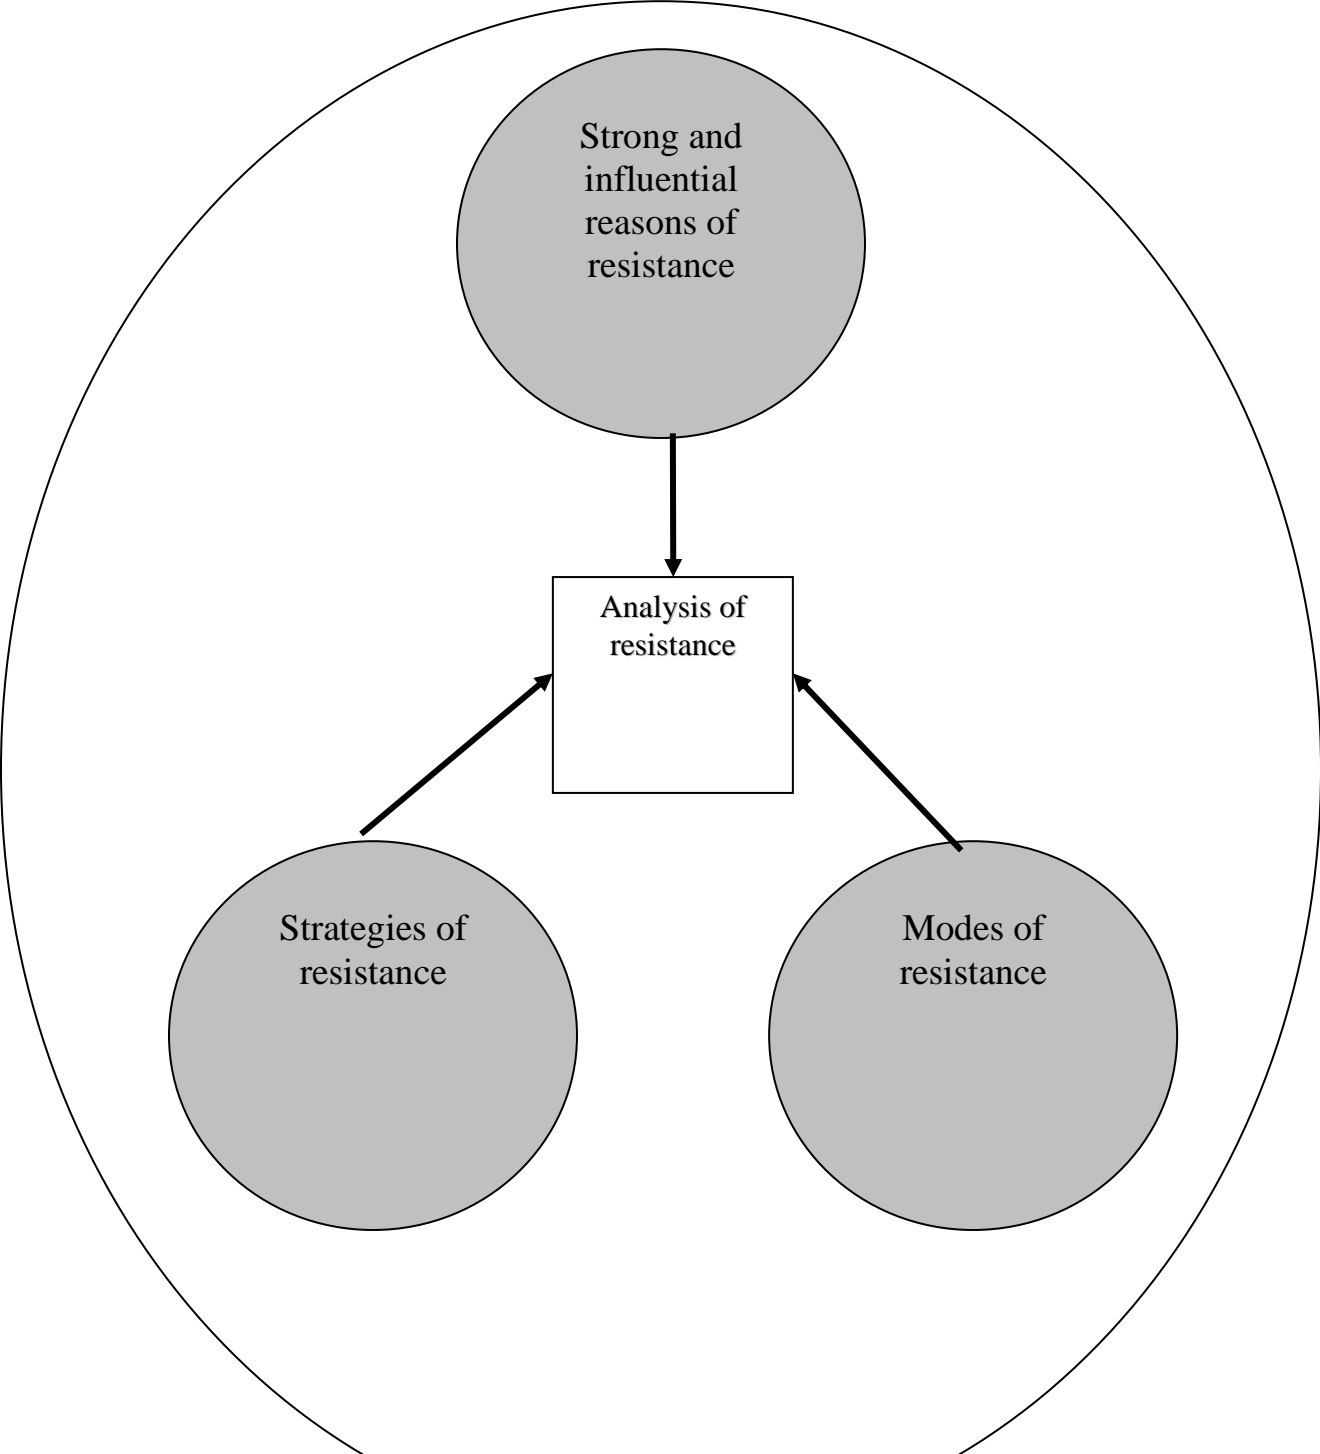 Strong and
influential
reasons of
resistance
Analysis of
resistance
Strategies of
resistance
Modes of
resistance